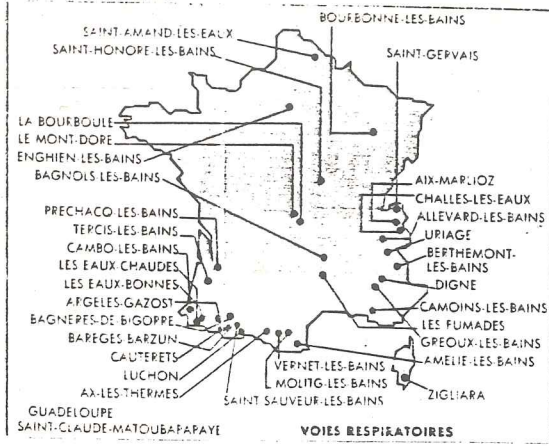 BOURBONNE-LES-BAINS
SAINT-AMAND-LES-EAUX
SAINT-HONORE-LES-BAINS
SAINT-GERVAIS
LA BOURBOULE
LE MONT-DORE
ENGHIEN-LES-BAINS
BAGNOLS-LES-BAINS
AIX-MARLIOZ
CHALLES-LES-EAUX
ALLEVARD-LES-BAINS
URIAGE
BERTHEMONT-
LES-BAINS
PRECHACQ-LES-BAINS
TERCIS-LES-BAINS
CAMBO-LES-BAINS
LES EAUX-CHAUDES
LES EAUX-BONNES
ARGELES-GAZOST
BAGNERES-DE-BIGORRE
BAREGES-BARZUN
CAUTERETS
LUCHON
AX-LES-THERMES
DIGNE
CAMOINS-LES-BAINS
LES FUMADES
GREOUX-LES-BAINS
AMELIE-LES-BAINS
VERNET-LES-BAINS
MOLITG-LES-BAINS
SAINT SAUVEUR-LES-BAINS
ZIGLIARA
GUADELOUPE
SAINT-CLAUDE-MATOUBAPAPAYE
VOIES RESPIRATOIRES